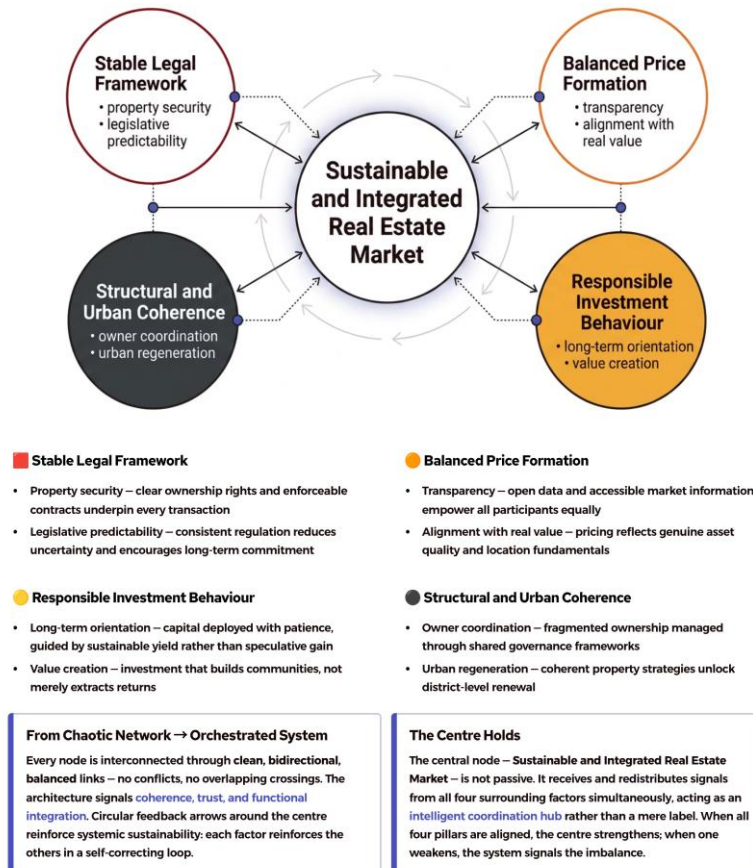 Stable Legal
Framework
• property security
• legislative
predictability
Balanced Price
Formation
• transparency
• alignment with
real value
Sustainable
and Integrated
Real Estate
Market
Structural and
Urban Coherence
• owner coordination
• urban regeneration
Responsible
Investment
Behaviour
• long-term orientation
• value creation
Stable Legal Framework
• Property security – clear ownership rights and enforceable
contracts underpin every transaction
• Legislative predictability – consistent regulation reduces
uncertainty and encourages long-term commitment
Balanced Price Formation
• Transparency – open data and accessible market information
empower all participants equally
• Alignment with real value – pricing reflects genuine asset
quality and location fundamentals
Responsible Investment Behaviour
• Long-term orientation – capital deployed with patience,
guided by sustainable yield rather than speculative gain
• Value creation – investment that builds communities, not
merely extracts returns
Structural and Urban Coherence
• Owner coordination – fragmented ownership managed
through shared governance frameworks
• Urban regeneration – coherent property strategies unlock
district-level renewal
From Chaotic Network → Orchestrated System
Every node is interconnected through clean, bidirectional,
balanced links – no conflicts, no overlapping crossings. The
architecture signals coherence, trust, and functional
integration. Circular feedback arrows around the centre
reinforce systemic sustainability: each factor reinforces the
others in a self-correcting loop.
The Centre Holds
The central node – Sustainable and Integrated Real Estate
Market – is not passive. It receives and redistributes signals
from all four surrounding factors simultaneously, acting as an
intelligent coordination hub rather than a mere label. When all
four pillars are aligned, the centre strengthens; when one
weakens, the system signals the imbalance.